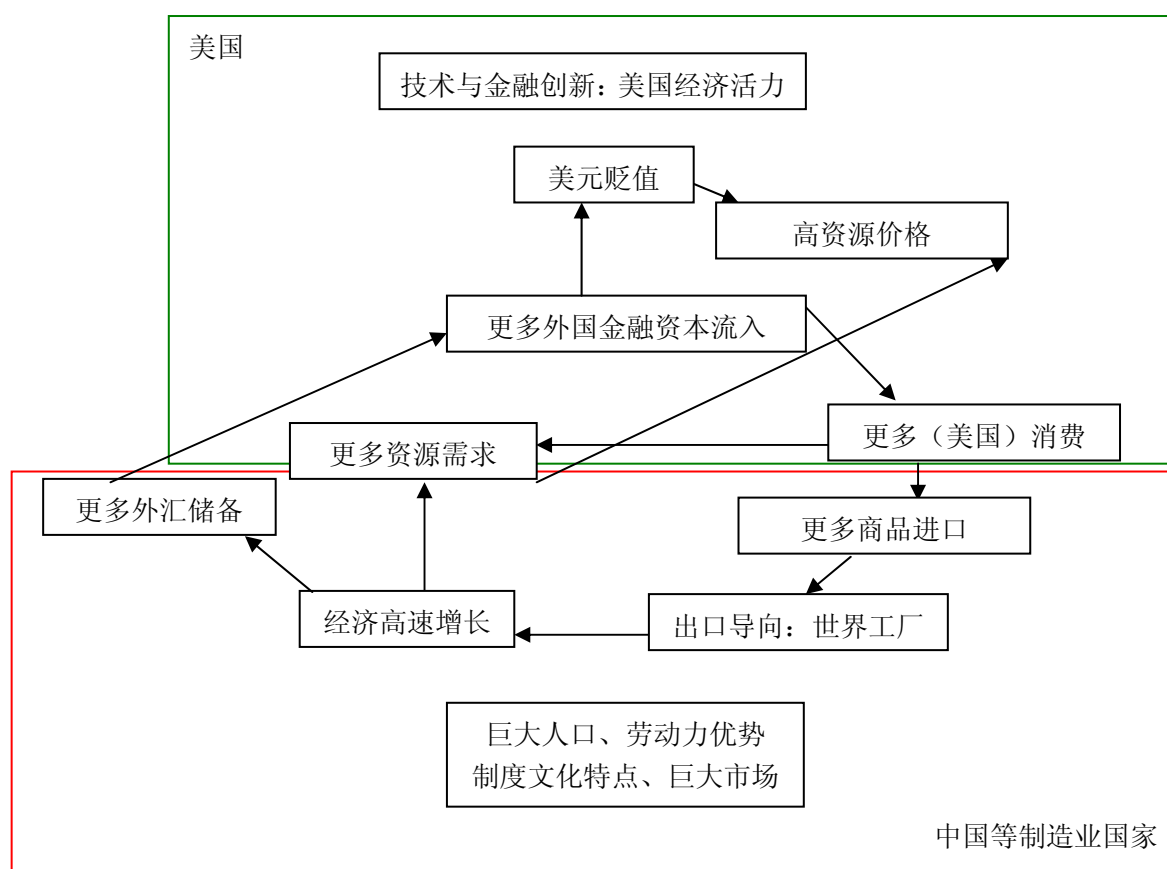 美国
技术与金融创新：美国经济活力
美元贬值
高资源价格
更多外国金融资本流入
更多（美国）消费
更多资源需求
更多外汇储备
更多商品进口
经济高速增长
出口导向：世界工厂
巨大人口、劳动力优势
制度文化特点、巨大市场
中国等制造业国家